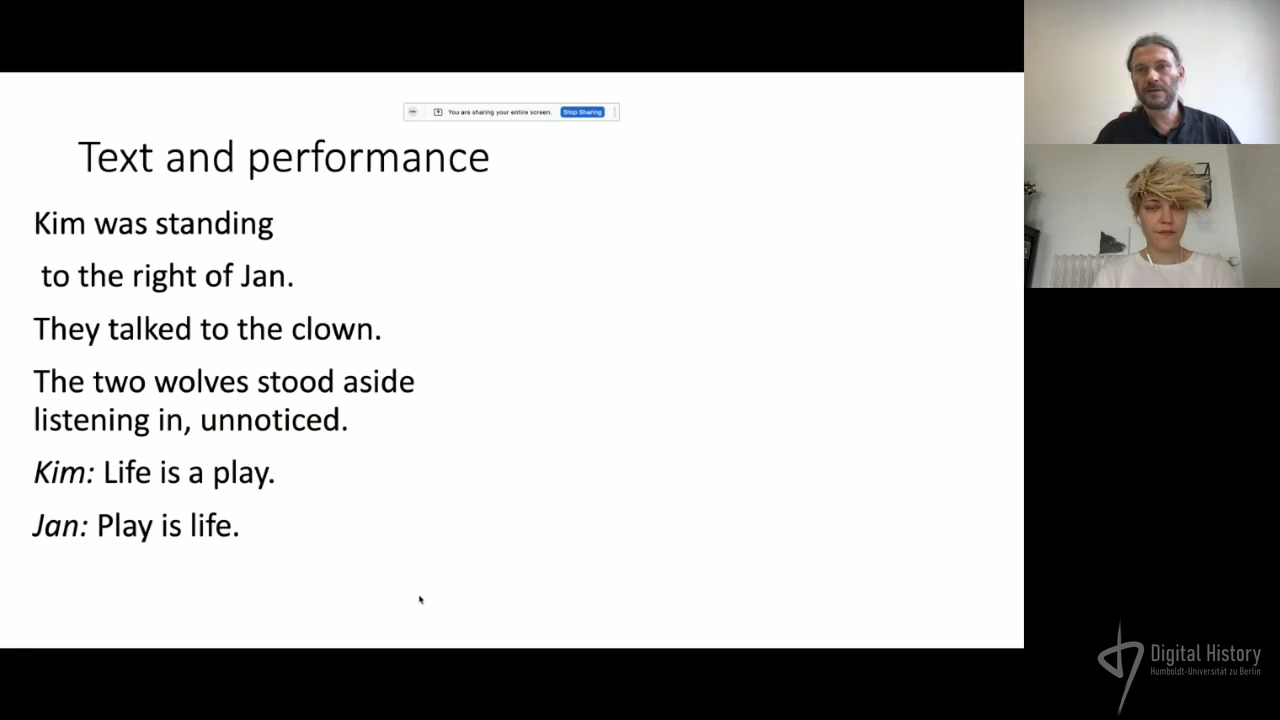 You are sharing your entire screen. Stop Sharing
Text and performance
Kim was standing
to the right of Jan.
They talked to the clown.
The two wolves stood aside
listening in, unnoticed.
Kim: Life is a play.
Jan: Play is life.
Digital History
Humboldt-Universität zu Berlin